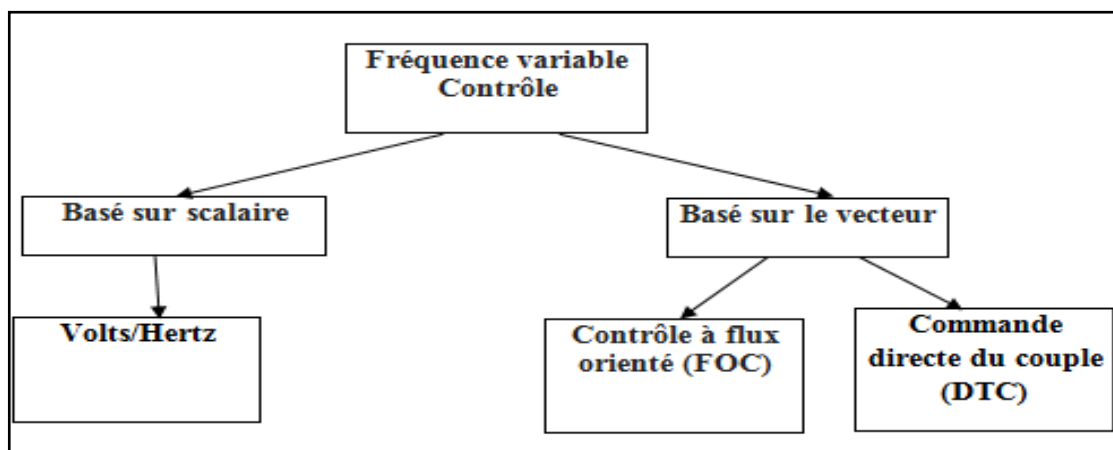 Fréquence variable
Contrôle
Basé sur scalaire
Basé sur le vecteur
Volts/Hertz
Contrôle à flux
orienté (FOC)
Commande
directe du couple
(DTC)